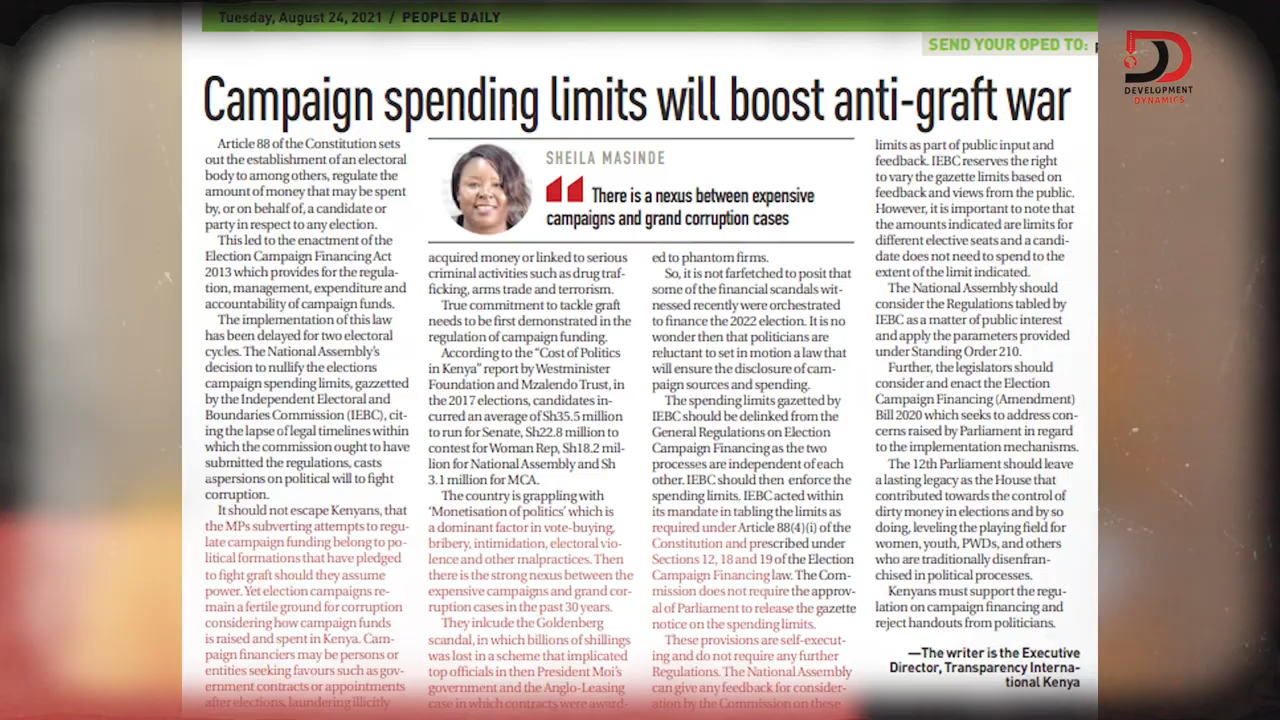 Tuesday, August 24, 2021 / PEOPLE DAILY
SEND YOUR OPED TO:
DEVELOPMENT
DYNAMICS
Campaign spending limits will boost anti-graft war
Article 88 of the Constitution sets
out the establishment of an electoral
body to among others, regulate the
amount of money that may be spent
by, or on behalf of, a candidate or
party in respect to any election.
This led to the enactment of the
Election Campaign Financing Act
2013 which provides for the regula-
tion, management, expenditure and
accountability of campaign funds.
The implementation of this law
has been delayed for two electoral
cycles. The National Assembly's
decision to nullify the elections
campaign spending limits, gazzetted
by the Independent Electoral and
Boundaries Commission (IEBC), cit-
ing the lapse of legal timelines within
which the commission ought to have
submitted the regulations, casts
aspersions on political will to fight
corruption.
It should not escape Kenyans, that
the MPs subverting attempts to regu-
late campaign funding belong to po-
litical formations that have pledged
to fight graft should they assume
power. Yet election campaigns re-
main a fertile ground for corruption
considering how campaign funds
is raised and spent in Kenya. Cam-
paign financiers may be persons or
entities seeking favours such as gov-
ernment contracts or appointments
after elections, laundering illicitly
SHEILA MASINDE
There is a nexus between expensive
campaigns and grand corruption cases
acquired money or linked to serious
criminal activities such as drug traf-
ficking, arms trade and terrorism.
True commitment to tackle graft
needs to be first demonstrated in the
regulation of campaign funding.
According to the "Cost of Politics
in Kenya" report by Westminister
Foundation and Mzalendo Trust, in
the 2017 elections, candidates in-
curred an average of Sh35.5 million
to run for Senate, Sh22.8 million to
contest for Woman Rep, Sh18.2 mil-
lion for National Assembly and Sh
3.1 million for MCA.
The country is grappling with
'Monetisation of politics' which is
a dominant factor in vote-buying,
bribery, intimidation, electoral vio-
lence and other malpractices. Then
there is the strong nexus between the
expensive campaigns and grand cor-
ruption cases in the past 30 years.
They inlcude the Goldenberg
scandal, in which billions of shillings
was lost in a scheme that implicated
top officials in then President Moi's
government and the Anglo-Leasing
case in which contracts were award-
ed to phantom firms.
So, it is not farfetched to posit that
some of the financial scandals wit-
nessed recently were orchestrated
to finance the 2022 election. It is no
wonder then that politicians are
reluctant to set in motion a law that
will ensure the disclosure of cam-
paign sources and spending.
The spending limits gazetted by
IEBC should be delinked from the
General Regulations on Election
Campaign Financing as the two
processes are independent of each
other. IEBC should then enforce the
spending limits. IEBC acted within
its mandate in tabling the limits as
required under Article 88(4)(i) of the
Constitution and prescribed under
Sections 12, 18 and 19 of the Election
Campaign Financing law. The Com-
mission does not require the approv-
al of Parliament to release the gazette
notice on the spending limits.
These provisions are self-execut-
ing and do not require any further
Regulations. The National Assembly
can give any feedback for consider-
ation by the Commission on these
limits as part of public input and
feedback. IEBC reserves the right
to vary the gazette limits based on
feedback and views from the public.
However, it is important to note that
the amounts indicated are limits for
different elective seats and a candi-
date does not need to spend to the
extent of the limit indicated.
The National Assembly should
consider the Regulations tabled by
IEBC as a matter of public interest
and apply the parameters provided
under Standing Order 210.
Further, the legislators should
consider and enact the Election
Campaign Financing (Amendment)
Bill 2020 which seeks to address con-
cerns raised by Parliament in regard
to the implementation mechanisms.
The 12th Parliament should leave
a lasting legacy as the House that
contributed towards the control of
dirty money in elections and by so
doing, leveling the playing field for
women, youth, PWDs, and others
who are traditionally disenfran-
chised in political processes.
Kenyans must support the regu-
lation on campaign financing and
reject handouts from politicians.
—The writer is the Executive
Director, Transparency Interna-
tional Kenya